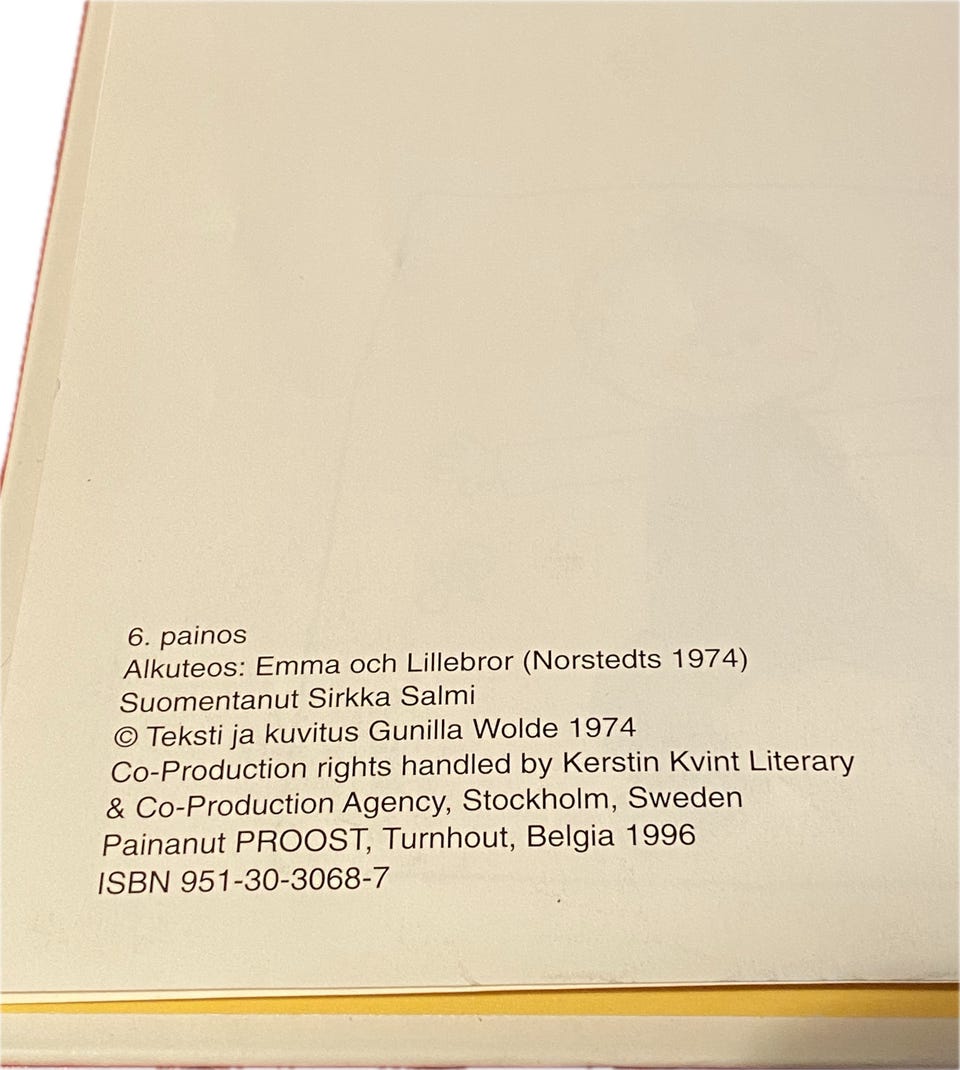 6. painos
Alkuteos: Emma och Lillebror (Norstedts 1974)
Suomentanut Sirkka Salmi
© Teksti ja kuvitus Gunilla Wolde 1974
Co-Production rights handled by Kerstin Kvint Literary
& Co-Production Agency, Stockholm, Sweden
Painanut PROOST, Turnhout, Belgia 1996
ISBN 951-30-3068-7